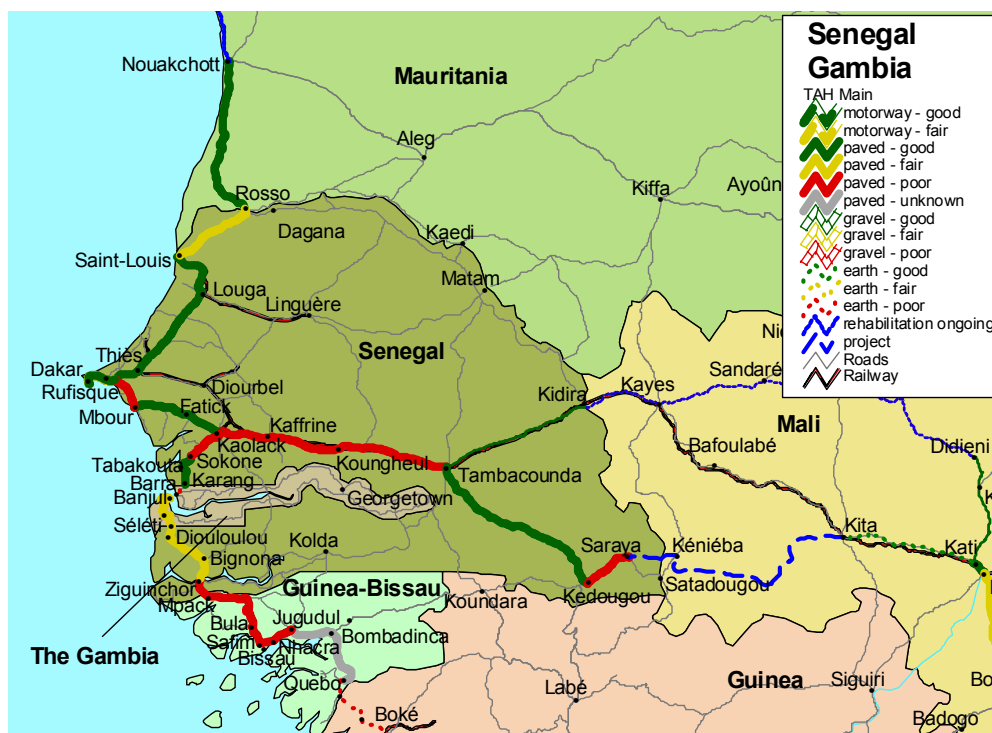 Senegal
Gambia
TAH Main
motorway - good
motorway - fair
paved - good
paved - fair
paved - poor
paved - unknown
gravel - good
gravel - fair
gravel - poor
earth - good
earth - fair
earth - poor
rehabilitation ongoing
project
Roads
Railway
Nouakchott
Mauritania
Aleg
Kiffa
Ayoûn
Rosso
Dagana
Kaedi
Saint-Louis
Matam
Louga
Linguère
Nio
Senegal
Thiès
Dakar
Rufisque
Diourbel
Kidira
Kayes
Sandaré
Mbour
Fatick
Kaffrine
Mali
Kaolack
Bafoulabé
Didieni
Sokone
Koungheul
Tabakouta
Tambacounda
Karang
Barra
Georgetown
K
Banjul
Séléti
Kita
Diouloulou
Kolda
Saraya
Kéniéba
Kati
Bignona
Guinea-Bissau
Satadougou
Ziguinchor
Kedougou
Mpack
Koundara
Jugudul
Bula
Bombadinca
Safim
Nhacra
The Gambia
Bissau
Quebo
Labé
Guinea
Siguiri
Bo
Boké
Badogo